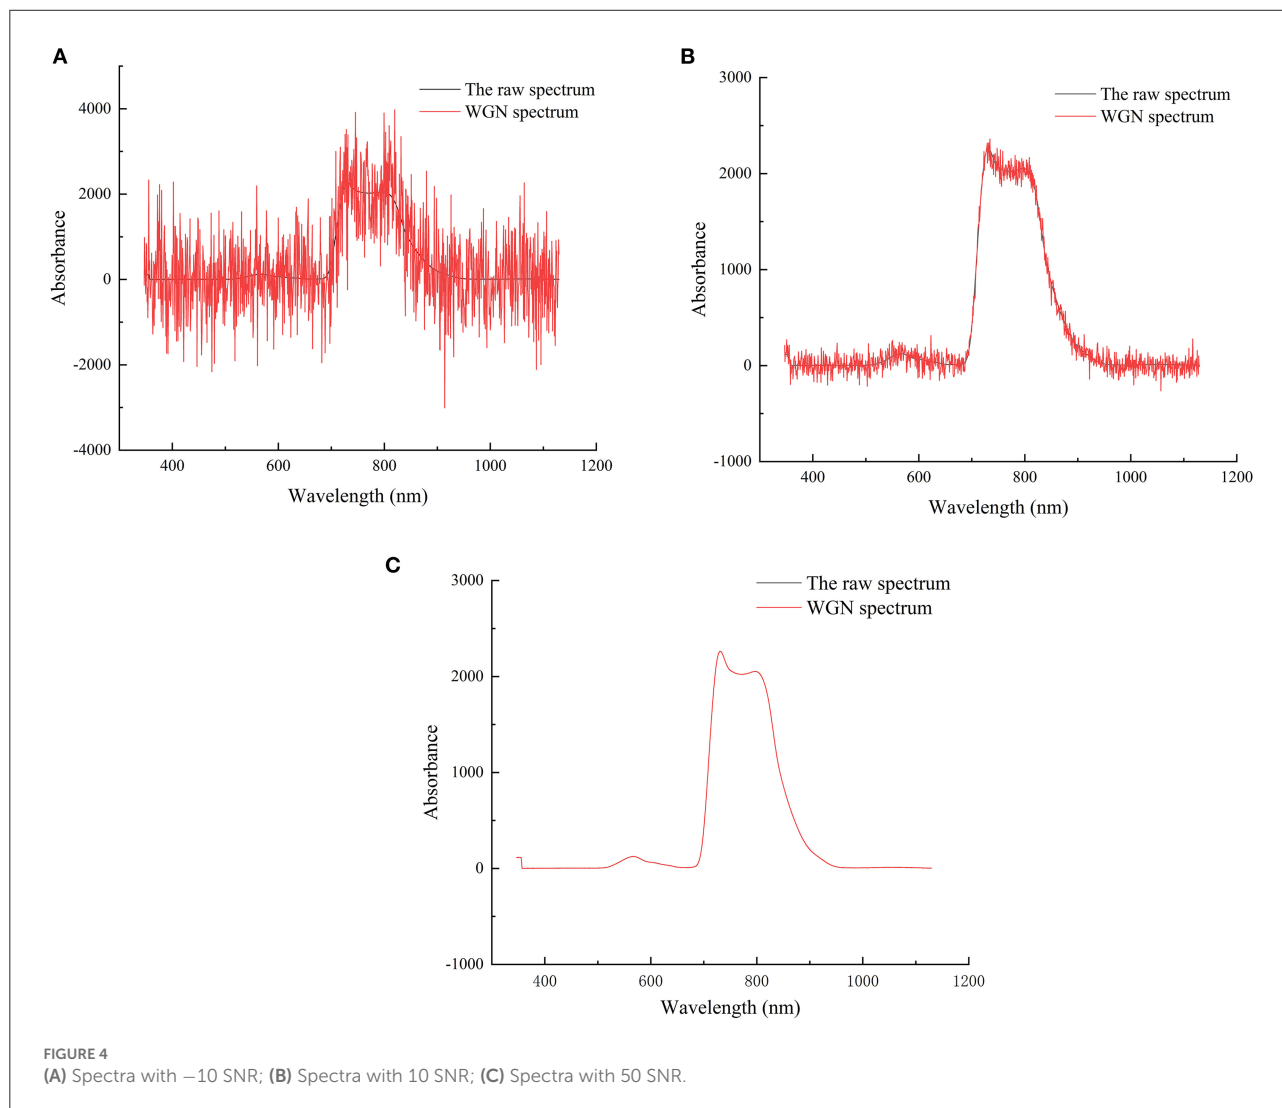 A
The raw spectrum
WGN spectrum
4000
2000
0
-2000
-4000
Absorbance
400
600
800
1000
1200
Wavelength (nm)
B
The raw spectrum
WGN spectrum
3000
2000
1000
0
-1000
Absorbance
400
600
800
1000
1200
Wavelength (nm)
C
The raw spectrum
WGN spectrum
3000
2000
1000
0
-1000
Absorbance
400
600
800
1000
1200
Wavelength (nm)
FIGURE 4
(A) Spectra with −10 SNR; (B) Spectra with 10 SNR; (C) Spectra with 50 SNR.